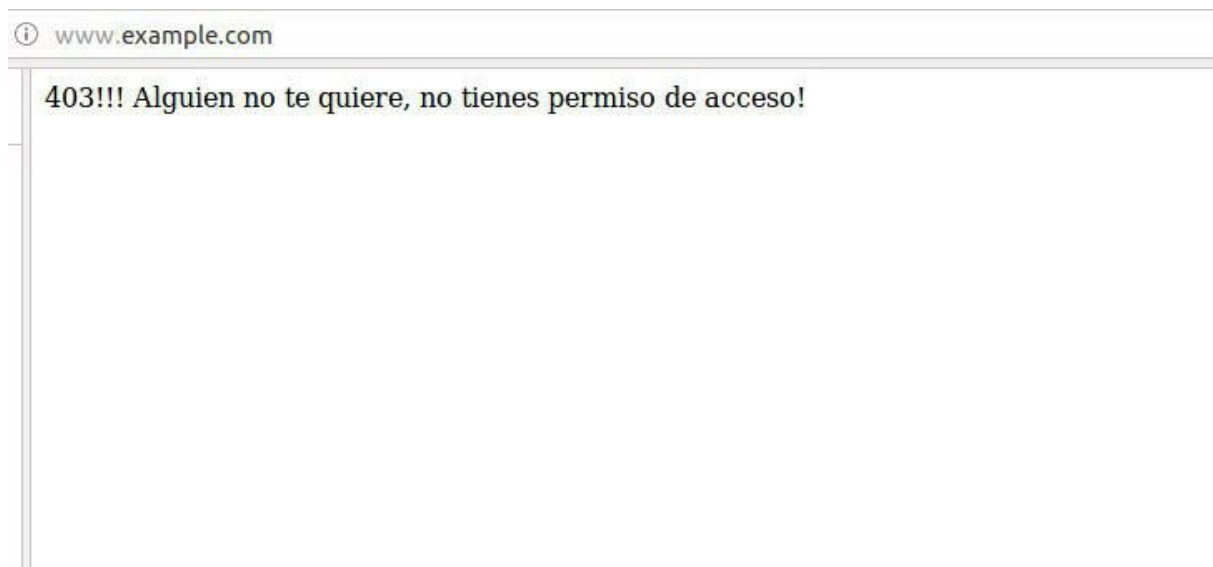 www.example.com
403!!! Alguien no te quiere, no tienes permiso de acceso!